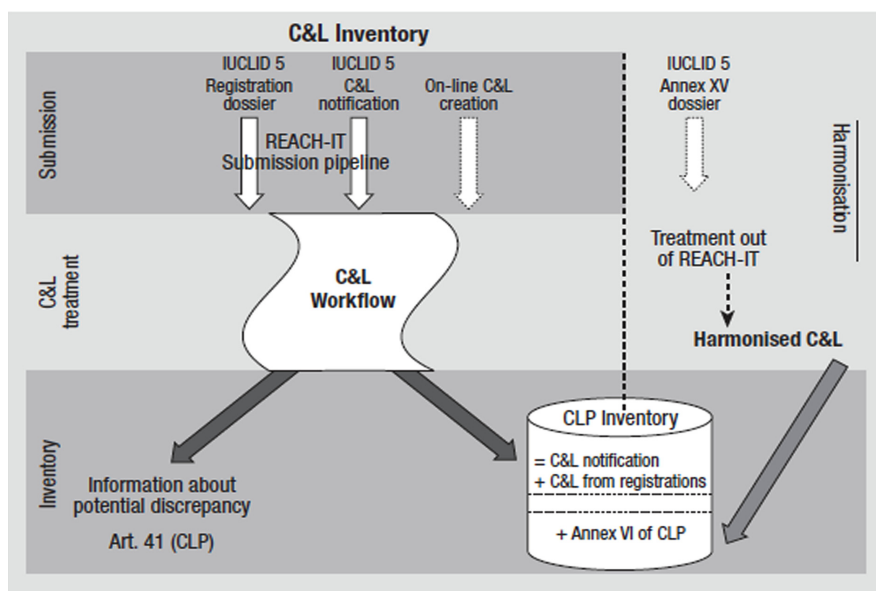 C&L Inventory
Submission
IUCLID 5
Registration
dossier
IUCLID 5
C&L
notification
On-line C&L
creation
IUCLID 5
Annex XV
dossier
REACH-IT
Submission pipeline
Harmonisation
C&L
treatment
C&L
Workflow
Treatment out
of REACH-IT
Harmonised C&L
Inventory
Information about
potential discrepancy
Art. 41 (CLP)
CLP Inventory
= C&L notification
+ C&L from registrations
+ Annex VI of CLP